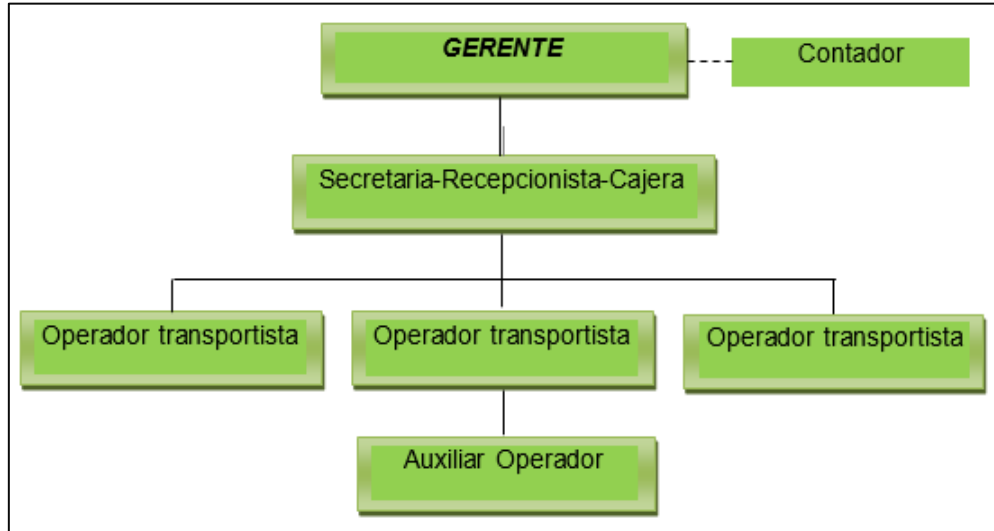 GERENTE
Contador
Secretaria-Recepcionista-Cajera
Operador transportista
Operador transportista
Operador transportista
Auxiliar Operador